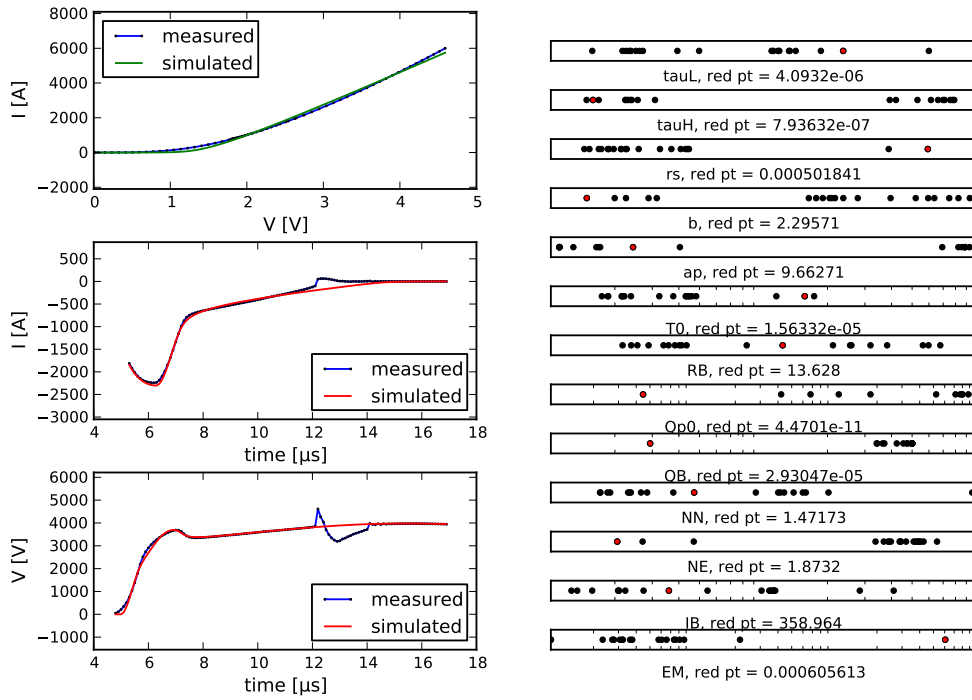 6000
4000
2000
0
−2000
I [A]
measured
simulated
0 1 2 3 4 5
V [V]
500
0
−500
−1000
−1500
−2000
−2500
−3000
I [A]
measured
simulated
4 6 8 10 12 14 16 18
time [µs]
6000
5000
4000
3000
2000
1000
0
−1000
V [V]
measured
simulated
4 6 8 10 12 14 16 18
time [µs]
tauL, red pt = 4.0932e-06
tauH, red pt = 7.93632e-07
rs, red pt = 0.000501841
b, red pt = 2.29571
ap, red pt = 9.66271
T0, red pt = 1.56332e-05
RB, red pt = 13.628
Qp0, red pt = 4.4701e-11
QB, red pt = 2.93047e-05
NN, red pt = 1.47173
NE, red pt = 1.8732
IB, red pt = 358.964
EM, red pt = 0.000605613